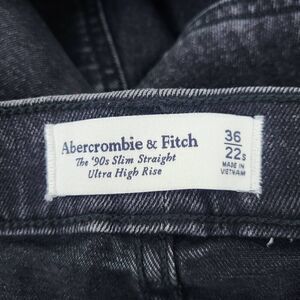 Abercrombie & Fitch
The '90s Slim Straight
Ultra High Rise
36
22s
MADE IN
VIETNAM